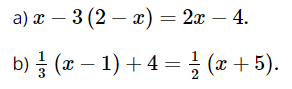 a) x − 3 (2 − x) = 2x − 4.
b) 1/3 (x − 1) + 4 = 1/2 (x + 5).